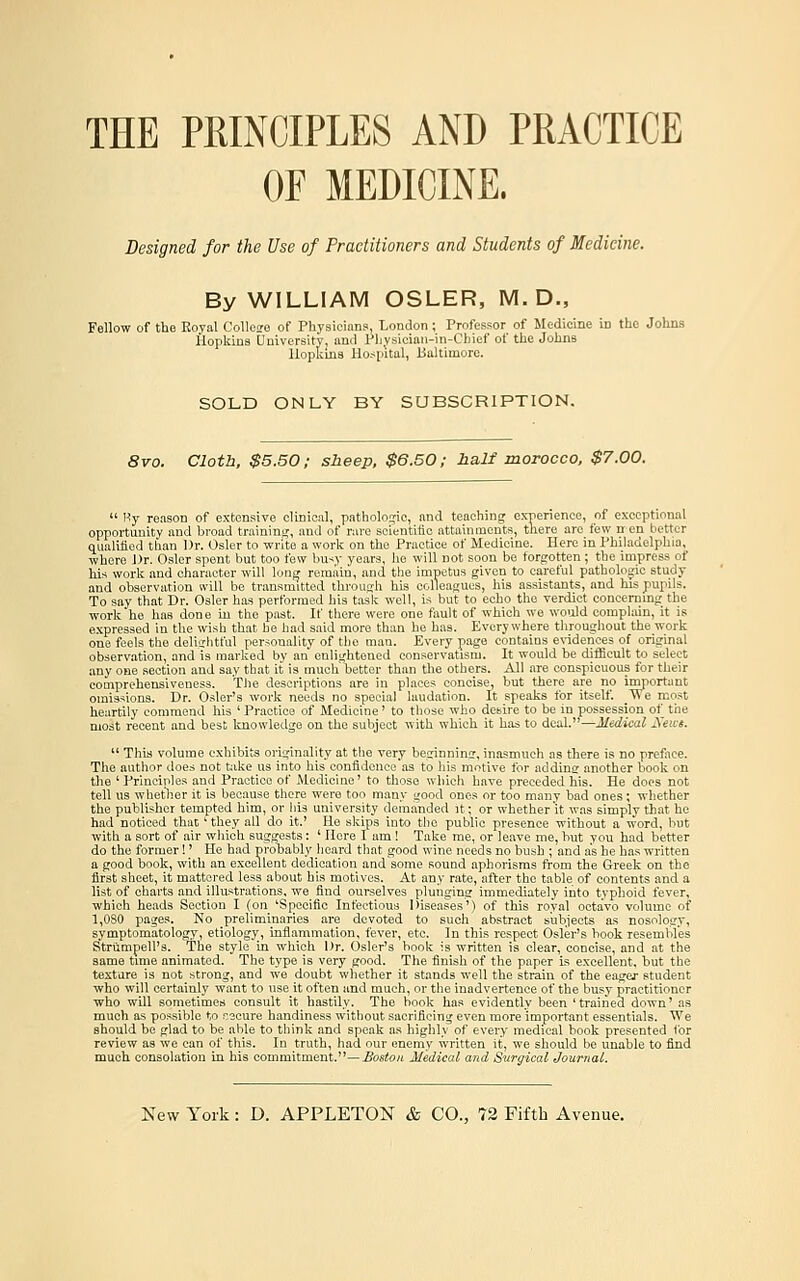 THE PRINCIPLES AND PRACTICE
OF MEDICINE.
Designed for the Use of Practitioners and Students of Medicine.
By WILLIAM OSLER, M. D.,
Fellow of the Royal College of Physicians, London; Professor of Medicine in the Johns
Hopkins University, and Physician-in-Chief of the Johns
Hopkins Hospital, Baltimore.
SOLD ONLY BY SUBSCRIPTION.
8vo. Cloth, $5.50; sheep, $6.50; half morocco, $7.00.
“ By reason of extensive clinical, pathologic, and teaching experience, of exceptional
opportunity and broad training, and of rare scientific attainments, there are few men better
qualified than Dr. Osler to write a work on the Practice of Medicine. Here in Philadelphia,
where Dr. Osler spent but too few busy years, he will not soon be forgotten; the impress of
his work and character will long remain, and the impetus given to careful pathologic study
and observation will be transmitted through his colleagues, his assistants, and his pupils.
To say that Dr. Osler has performed his task well, is but to echo the verdict concerning the
work he has done in the past. If there were one fault of which we would complain, it is
expressed in the wish that he had said more than he has. Everywhere throughout the work
one feels the delightful personality of the man. Every page contains evidences of original
observation, and is marked by an enlightened conservatism. It would be difficult to select
any one section and say that it is much better than the others. All are conspicuous for their
comprehensiveness. The descriptions are in places concise, but there are no important
omissions. Dr. Osler's work needs no special laudation. It speaks for itself. We most
heartily commend his ‘Practice of Medicine’ to those who desire to be in possession of the
most recent and best knowledge on the subject with which it has to deal.”—Medical News.
“ This volume exhibits originality at the very beginning, inasmuch as there is no preface.
The author does not take us into his confidence as to his motive for adding another book on
the ‘Principles and Practice of Medicine’ to those which have preceded his. He does not
tell us whether it is because there were too many good ones or too many bad ones; whether
the publisher tempted him, or his university demanded it; or whether it was simply that he
had noticed that ‘they all do it.’ He skips into the public presence without a word, but
with a sort of air which suggests: ‘Here I am! Take me, or leave me, but you had better
do the former!’ He had probably heard that good wine needs no bush; and as he has written
a good book, with an excellent dedication and some sound aphorisms from the Greek on the
first sheet, it mattered less about his motives. At any rate, after the table of contents and a
list of charts and illustrations, we find ourselves plunging immediately into typhoid fever,
which heads Section I (on ‘Specific Infectious Diseases’) of this royal octavo volume of
1,080 pages. No preliminaries are devoted to such abstract subjects as nosology,
symptomatology, etiology, inflammation, fever, etc. In this respect Osler's book resembles
Strümpell's. The style in which Dr. Osler's book is written is clear, concise, and at the
same time animated. The type is very good. The finish of the paper is excellent, but the
texture is not strong, and we doubt whether it stands well the strain of the eager student
who will certainly want to use it often and much, or the inadvertence of the busy practitioner
who will sometimes consult it hastily. The book has evidently been ‘trained down’ as
much as possible to secure handiness without sacrificing even more important essentials. We
should be glad to be able to think and speak as highly of every medical book presented for
review as we can of this. In truth, had our enemy written it, we should be unable to find
much consolation in his commitment.”—Boston Medical and Surgical Journal.
New York: D. APPLETON & CO., 72 Fifth Avenue.